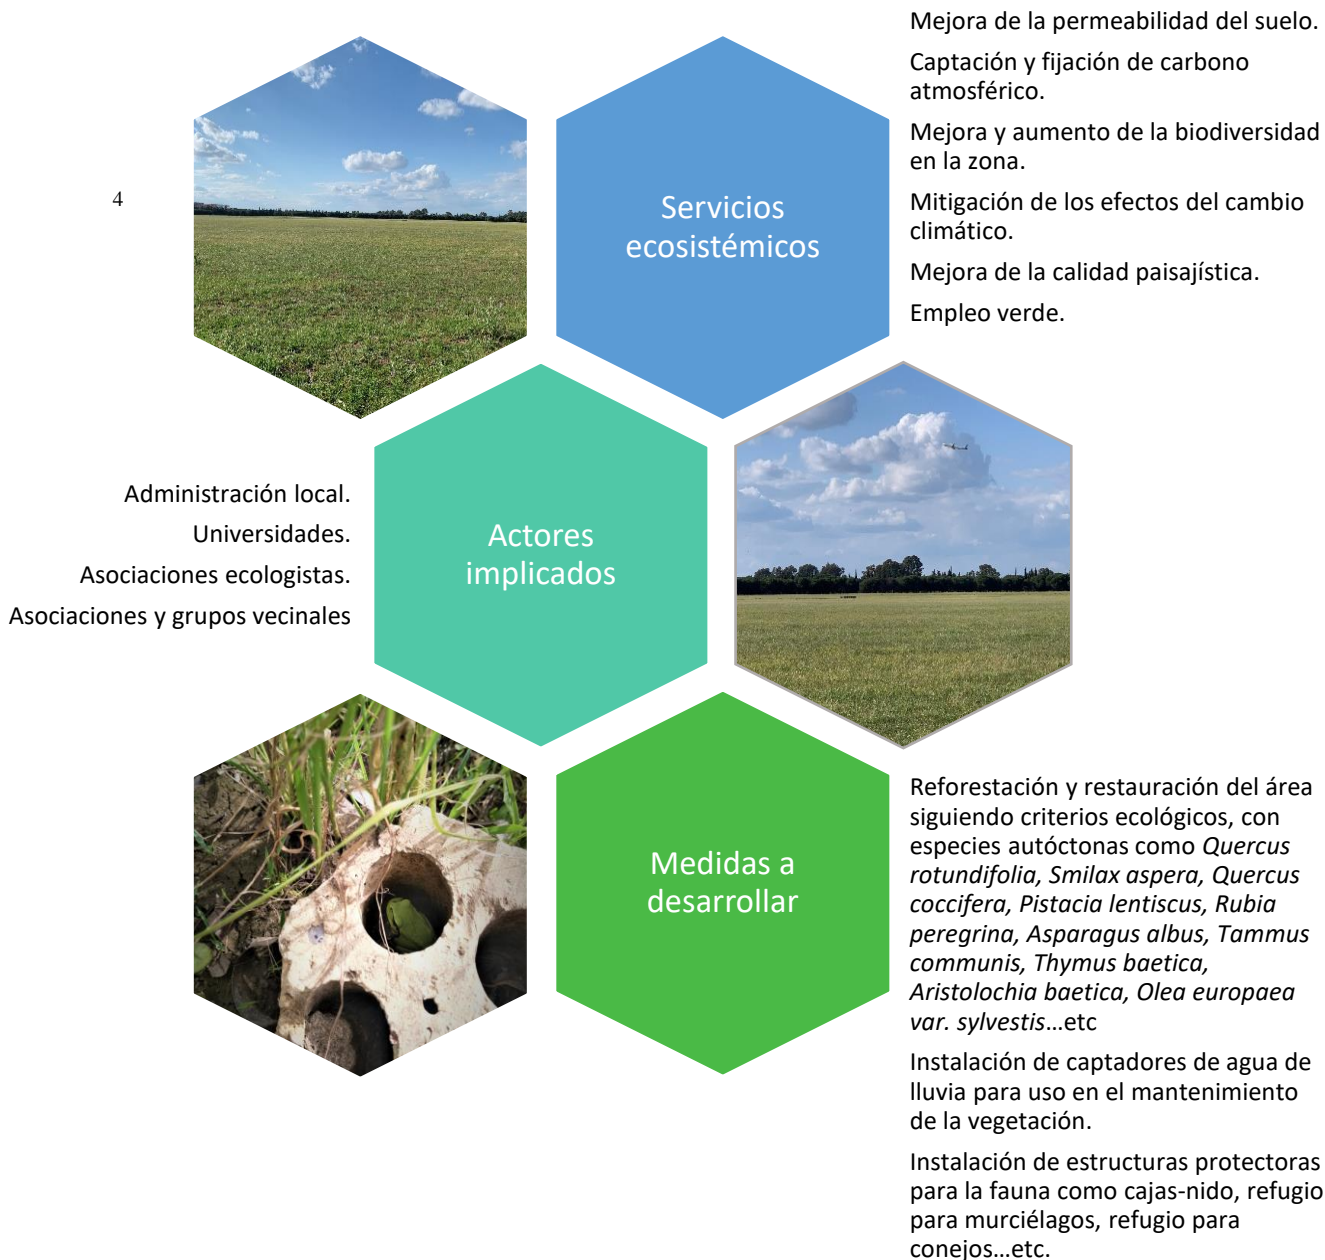 Mejora de la permeabilidad del suelo.
Captación y fijación de carbono
atmosférico.
Mejora y aumento de la biodiversidad
en la zona.
Mitigación de los efectos del cambio
climático.
Mejora de la calidad paisajística.
Empleo verde.
4
Servicios
ecosistémicos
Administración local.
Universidades.
Asociaciones ecologistas.
Asociaciones y grupos vecinales
Actores
implicados
Medidas a
desarrollar
Reforestación y restauración del área
siguiendo criterios ecológicos, con
especies autóctonas como Quercus
rotundifolia, Smilax aspera, Quercus
coccifera, Pistacia lentiscus, Rubia
peregrina, Asparagus albus, Tammus
communis, Thymus baetica,
Aristolochia baetica, Olea europaea
var. sylvestis...etc
Instalación de captadores de agua de
lluvia para uso en el mantenimiento
de la vegetación.
Instalación de estructuras protectoras
para la fauna como cajas-nido, refugio
para murciélagos, refugio para
conejos...etc.